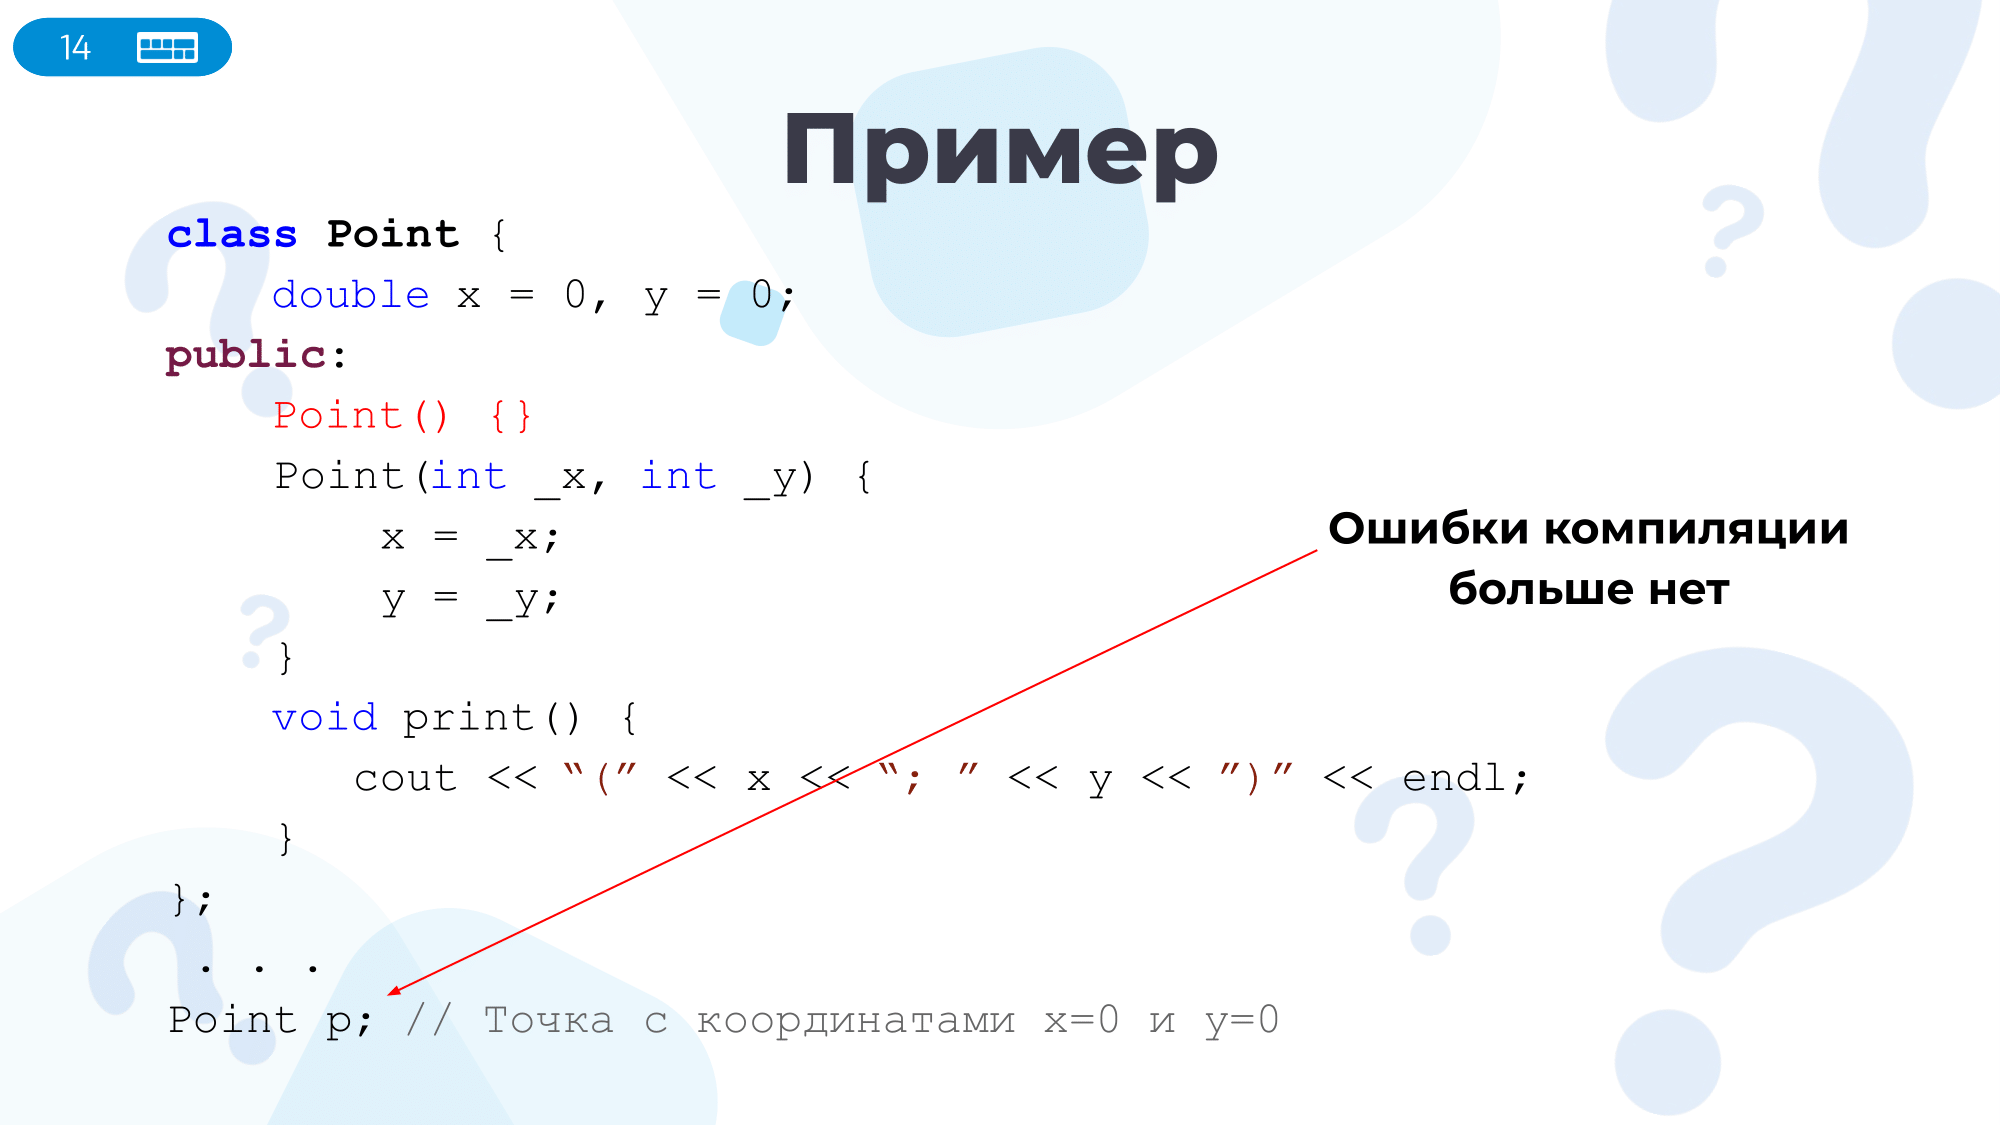 14
Пример
class Point {
    double x = 0, y = 0;
public:
    Point() {}
    Point(int _x, int _y) {
        x = _x;
        y = _y;
    }
    void print() {
       cout << “(” << x << “; ” << y << ”)” << endl;
    }
};
 . . .
Point p; // Точка с координатами x=0 и y=0
Ошибки компиляции
больше нет